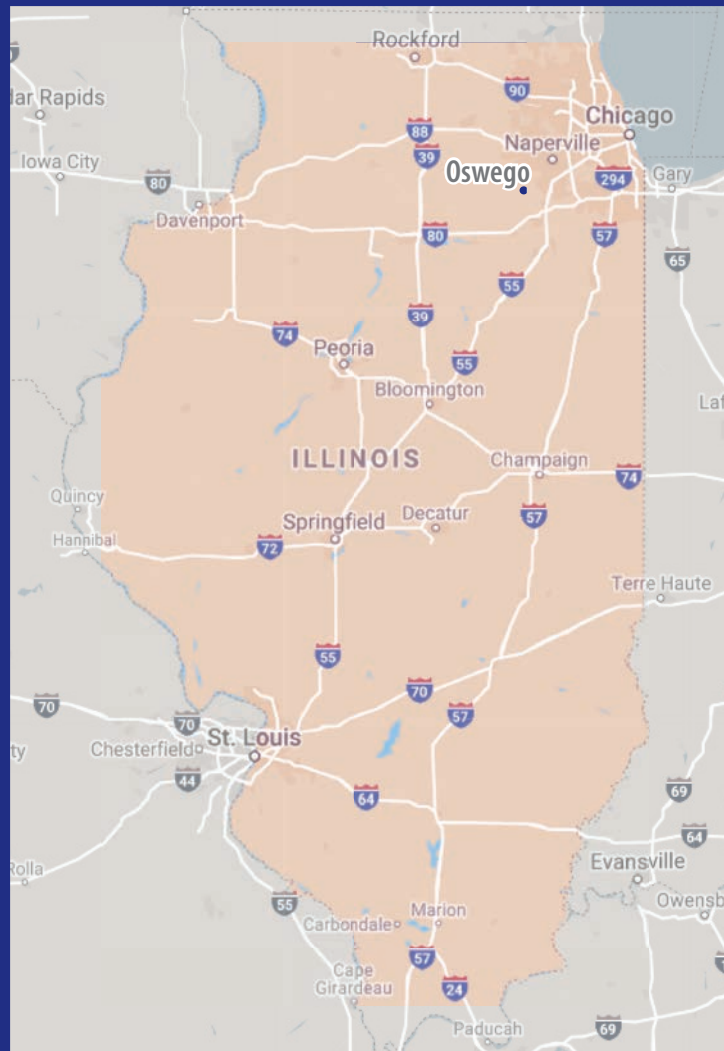 Rockford
dar Rapids
90
Chicago
88
Naperville
39
Iowa City
Oswego
80
294
Gary
Davenport
80
57
65
55
39
74
Peoria
55
Bloomington
Laf
ILLINOIS
Champaign
74
Quincy
Springfield
Decatur
57
Hannibal
72
Terre Haute
55
70
70
57
70
St. Louis
Chesterfield
ty
44
64
69
64
Rolla
Evansville
55
Owensb
Carbondale
Marion
57
Cape
Girardeau
24
Paducah
69